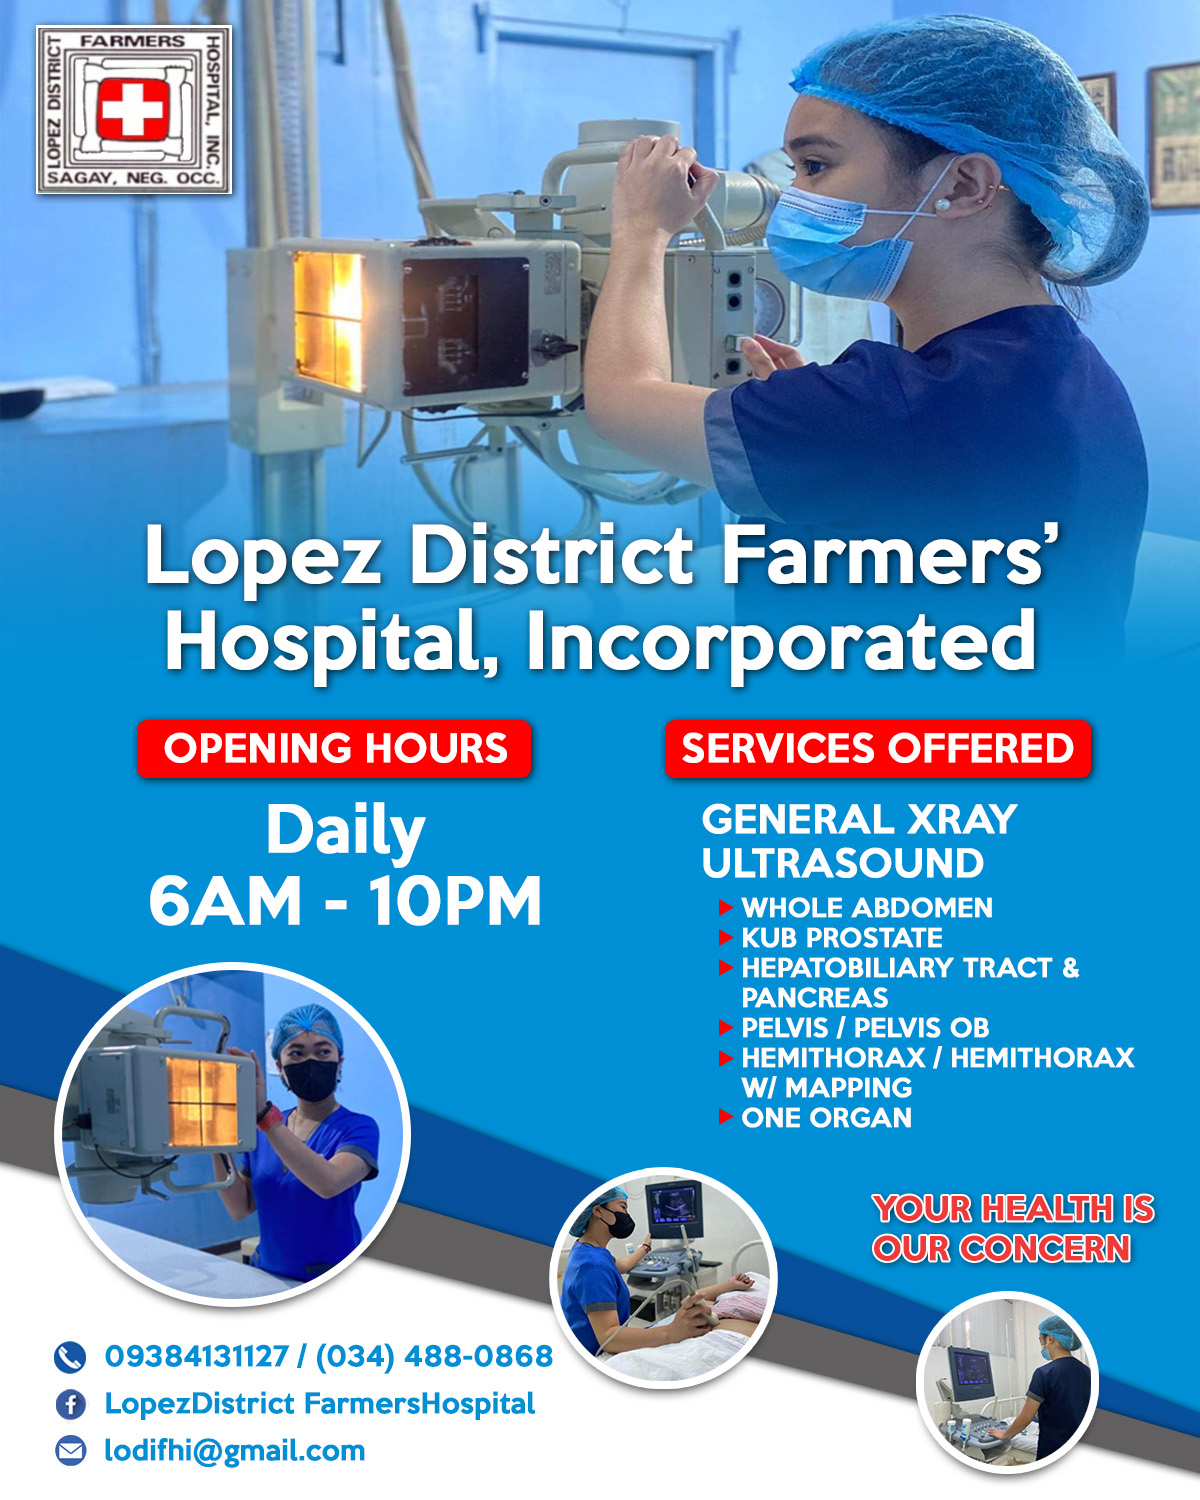 FARMERS
LOPEZ DISTRICT
HOSPITAL, INC.
SAGAY, NEG. OCC.
Lopez District Farmers'
Hospital, Incorporated
OPENING HOURS
Daily
6AM - 10PM
SERVICES OFFERED
GENERAL XRAY
ULTRASOUND
WHOLE ABDOMEN
KUB PROSTATE
HEPATOBILIARY TRACT &
PANCREAS
PELVIS / PELVIS OB
HEMITHORAX / HEMITHORAX
W/ MAPPING
ONE ORGAN
YOUR HEALTH IS
OUR CONCERN
09384131127 / (034) 488-0868
LopezDistrict FarmersHospital
lodifhi@gmail.com